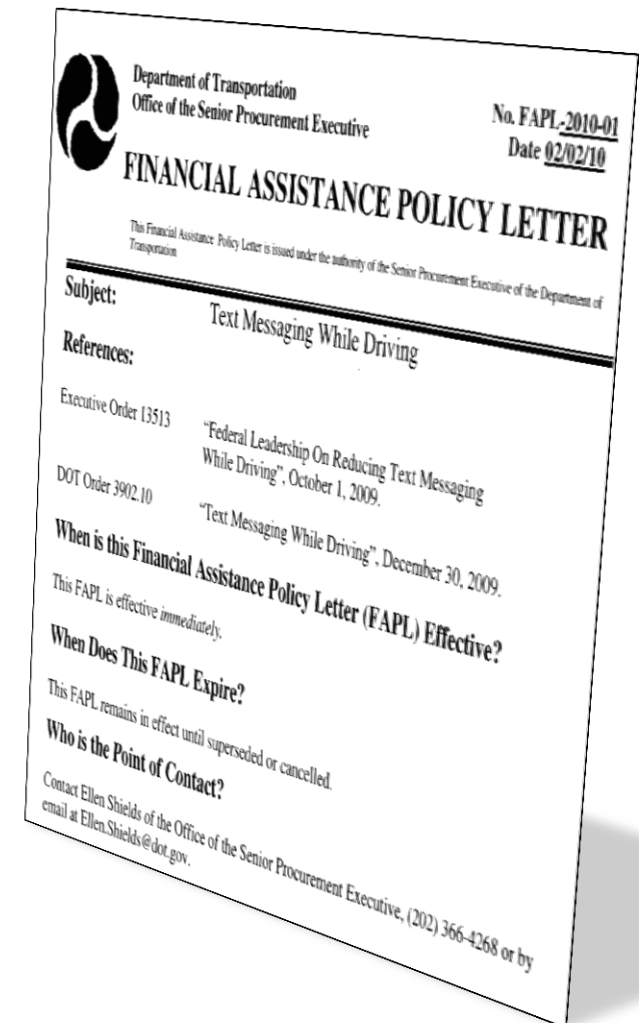 Department of Transportation
Office of the Senior Procurement Executive
No. FAPL-2010-01
Date 02/02/10
FINANCIAL ASSISTANCE POLICY LETTER
This Financial Assistance Policy Letter is issued under the authority of the Senior Procurement Executive of the Department of
Transportation
Subject: Text Messaging While Driving
References:
Executive Order 13513 "Federal Leadership On Reducing Text Messaging
While Driving", October 1, 2009.
DOT Order 3902.10 "Text Messaging While Driving", December 30, 2009.
When is this Financial Assistance Policy Letter (FAPL) Effective?
This FAPL is effective immediately.
When Does This FAPL Expire?
This FAPL remains in effect until superseded or cancelled.
Who is the Point of Contact?
Contact Ellen Shields of the Office of the Senior Procurement Executive, (202) 366-4268 or by
email at Ellen.Shields@dot.gov.